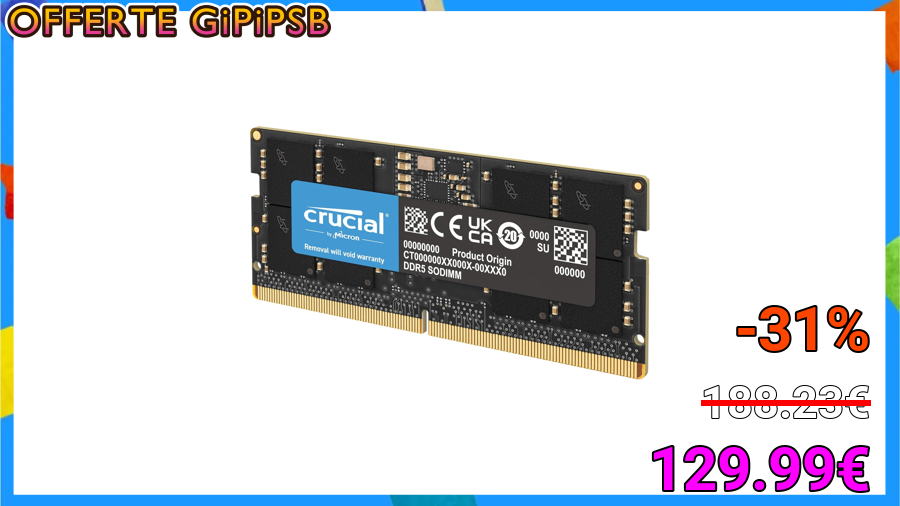 OFFERTE GiPiPSB
crucial
by Micron
Removal will void warranty
CE UK
CA
20
0000
SU
00000000
Product Origin
CT000000XX000X-00XXX0
DDR5 SODIMM
000000
-31%
188.23€
129.99€